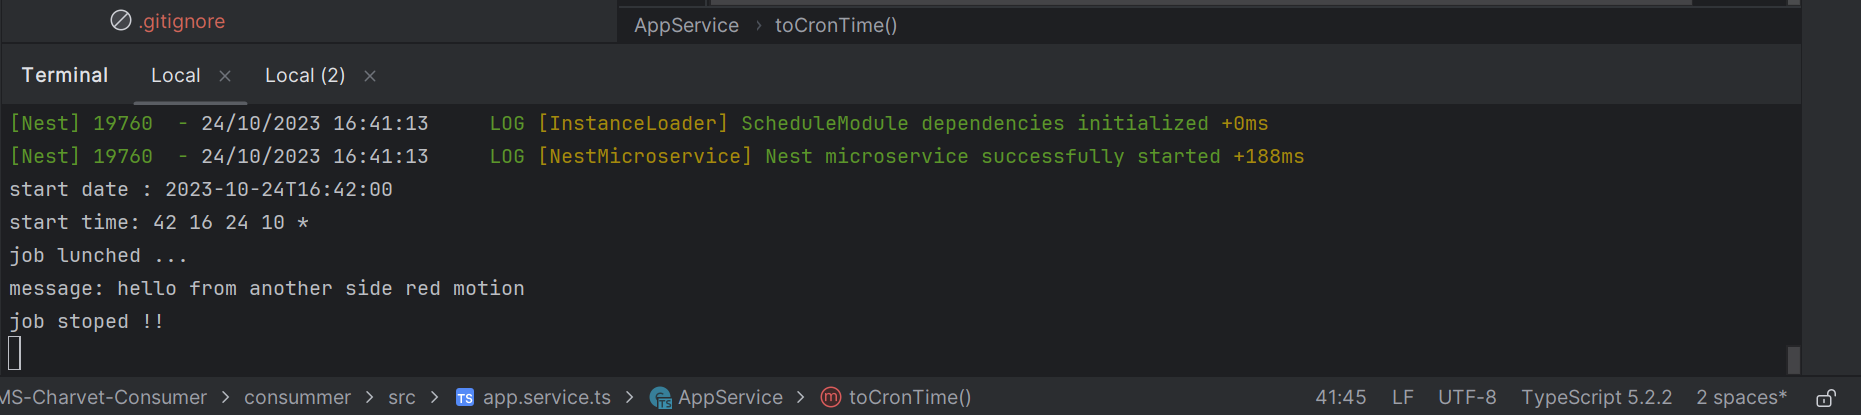 .gitignore
AppService › toCronTime()
Terminal Local × Local (2) ×
[Nest] 19760  - 24/10/2023 16:41:13     LOG [InstanceLoader] ScheduleModule dependencies initialized +0ms
[Nest] 19760  - 24/10/2023 16:41:13     LOG [NestMicroservice] Nest microservice successfully started +188ms
start date : 2023-10-24T16:42:00
start time: 42 16 24 10 *
job lunched ...
message: hello from another side red motion
job stoped !!
MS-Charvet-Consumer > consummer > src > TS app.service.ts > AppService > m toCronTime() 41:45 LF UTF-8 TypeScript 5.2.2 2 spaces*